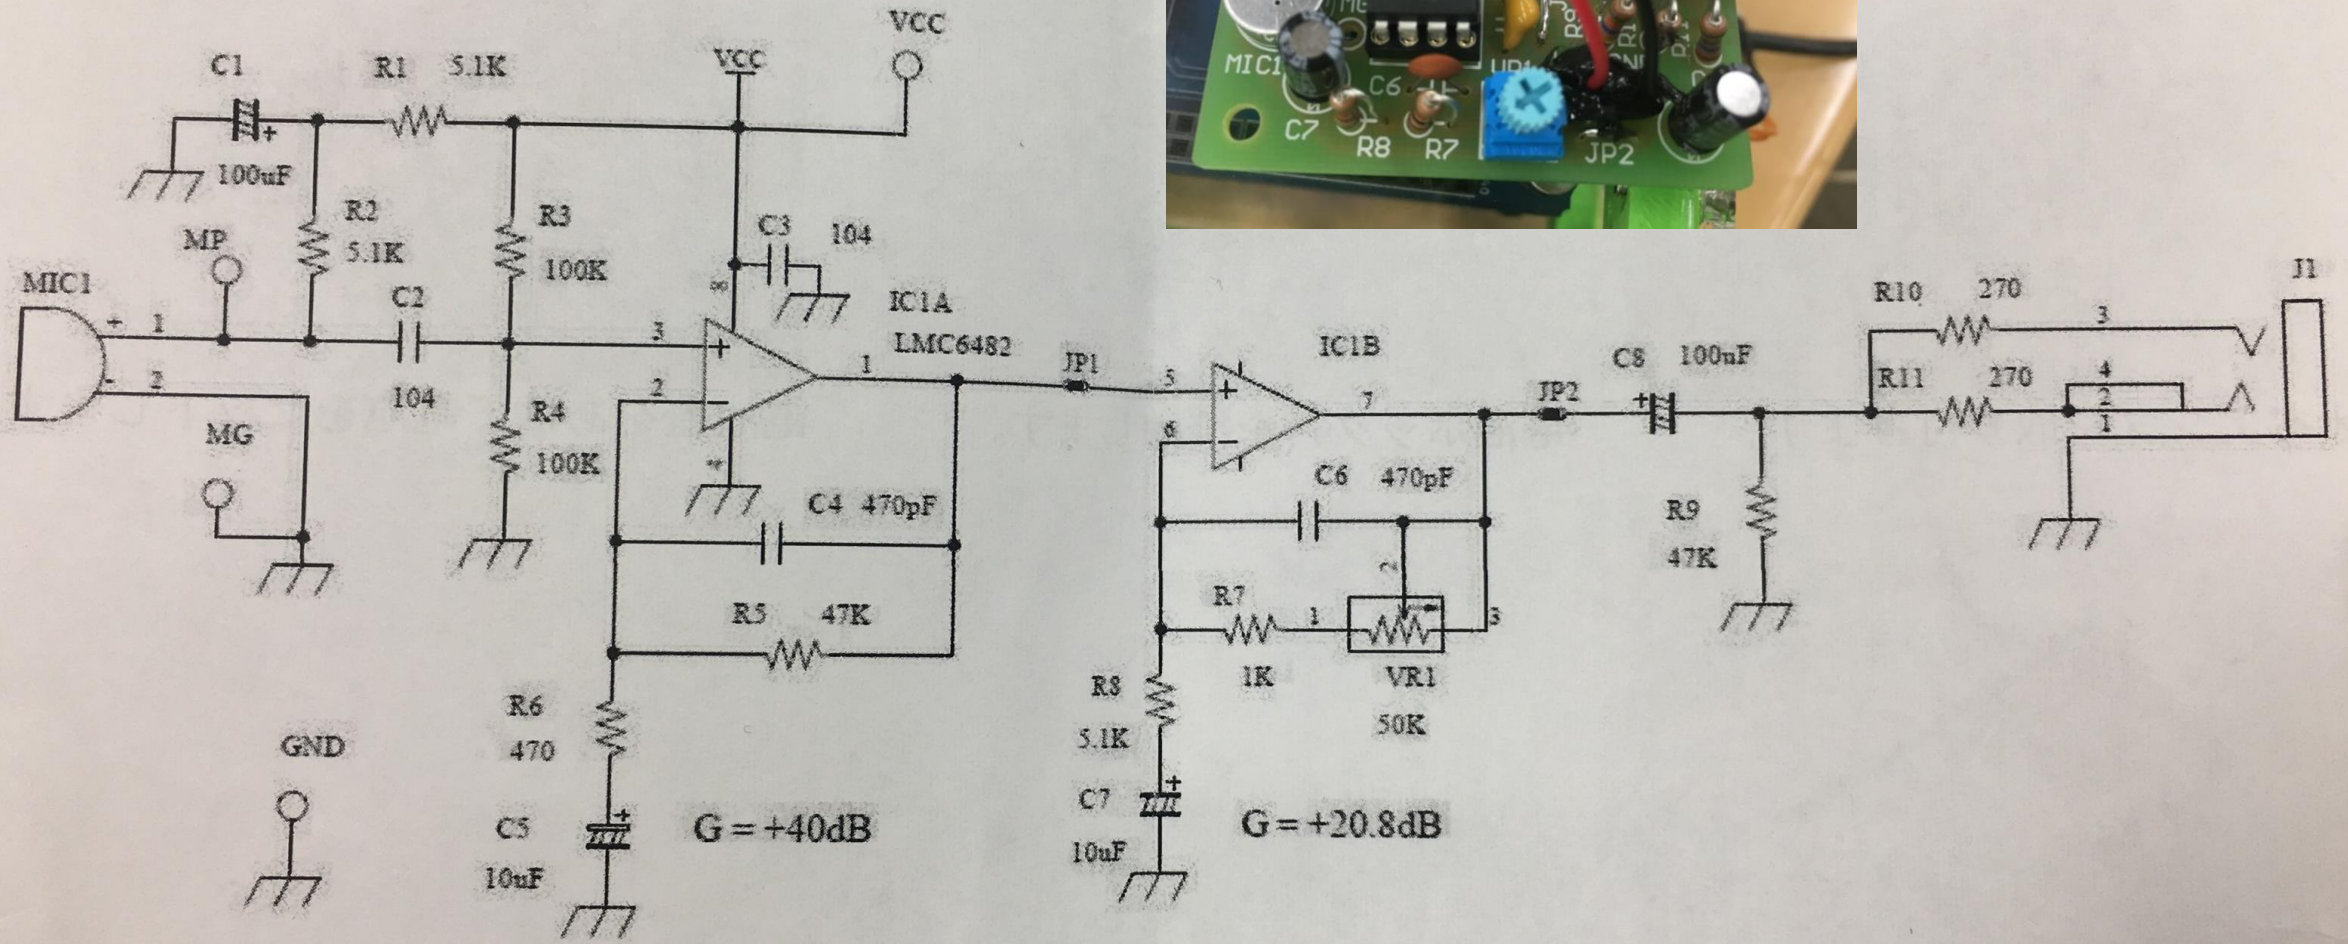 VCC
VCC
C1
R1 5.1K
100uF
R2
5.1K
MP
R3
100K
C3 104
MIC1
C2
104
+ 1
- 2
MG
R4
100K
8
3
+
2
-
4
1
IC1A
LMC6482
JP1
C4 470pF
R5 47K
R6
470
C5
+
10uF
G = +40dB
GND
IC1B
5
+
6
-
7
JP2
C6 470pF
2
R7
1K
1
3
VR1
50K
R8
5.1K
C7
+
10uF
G = +20.8dB
C8 100uF
+
R9
47K
R10 270
3
R11 270
4
2
1
J1
MIC1
C6
C7
R8
R7
JP2